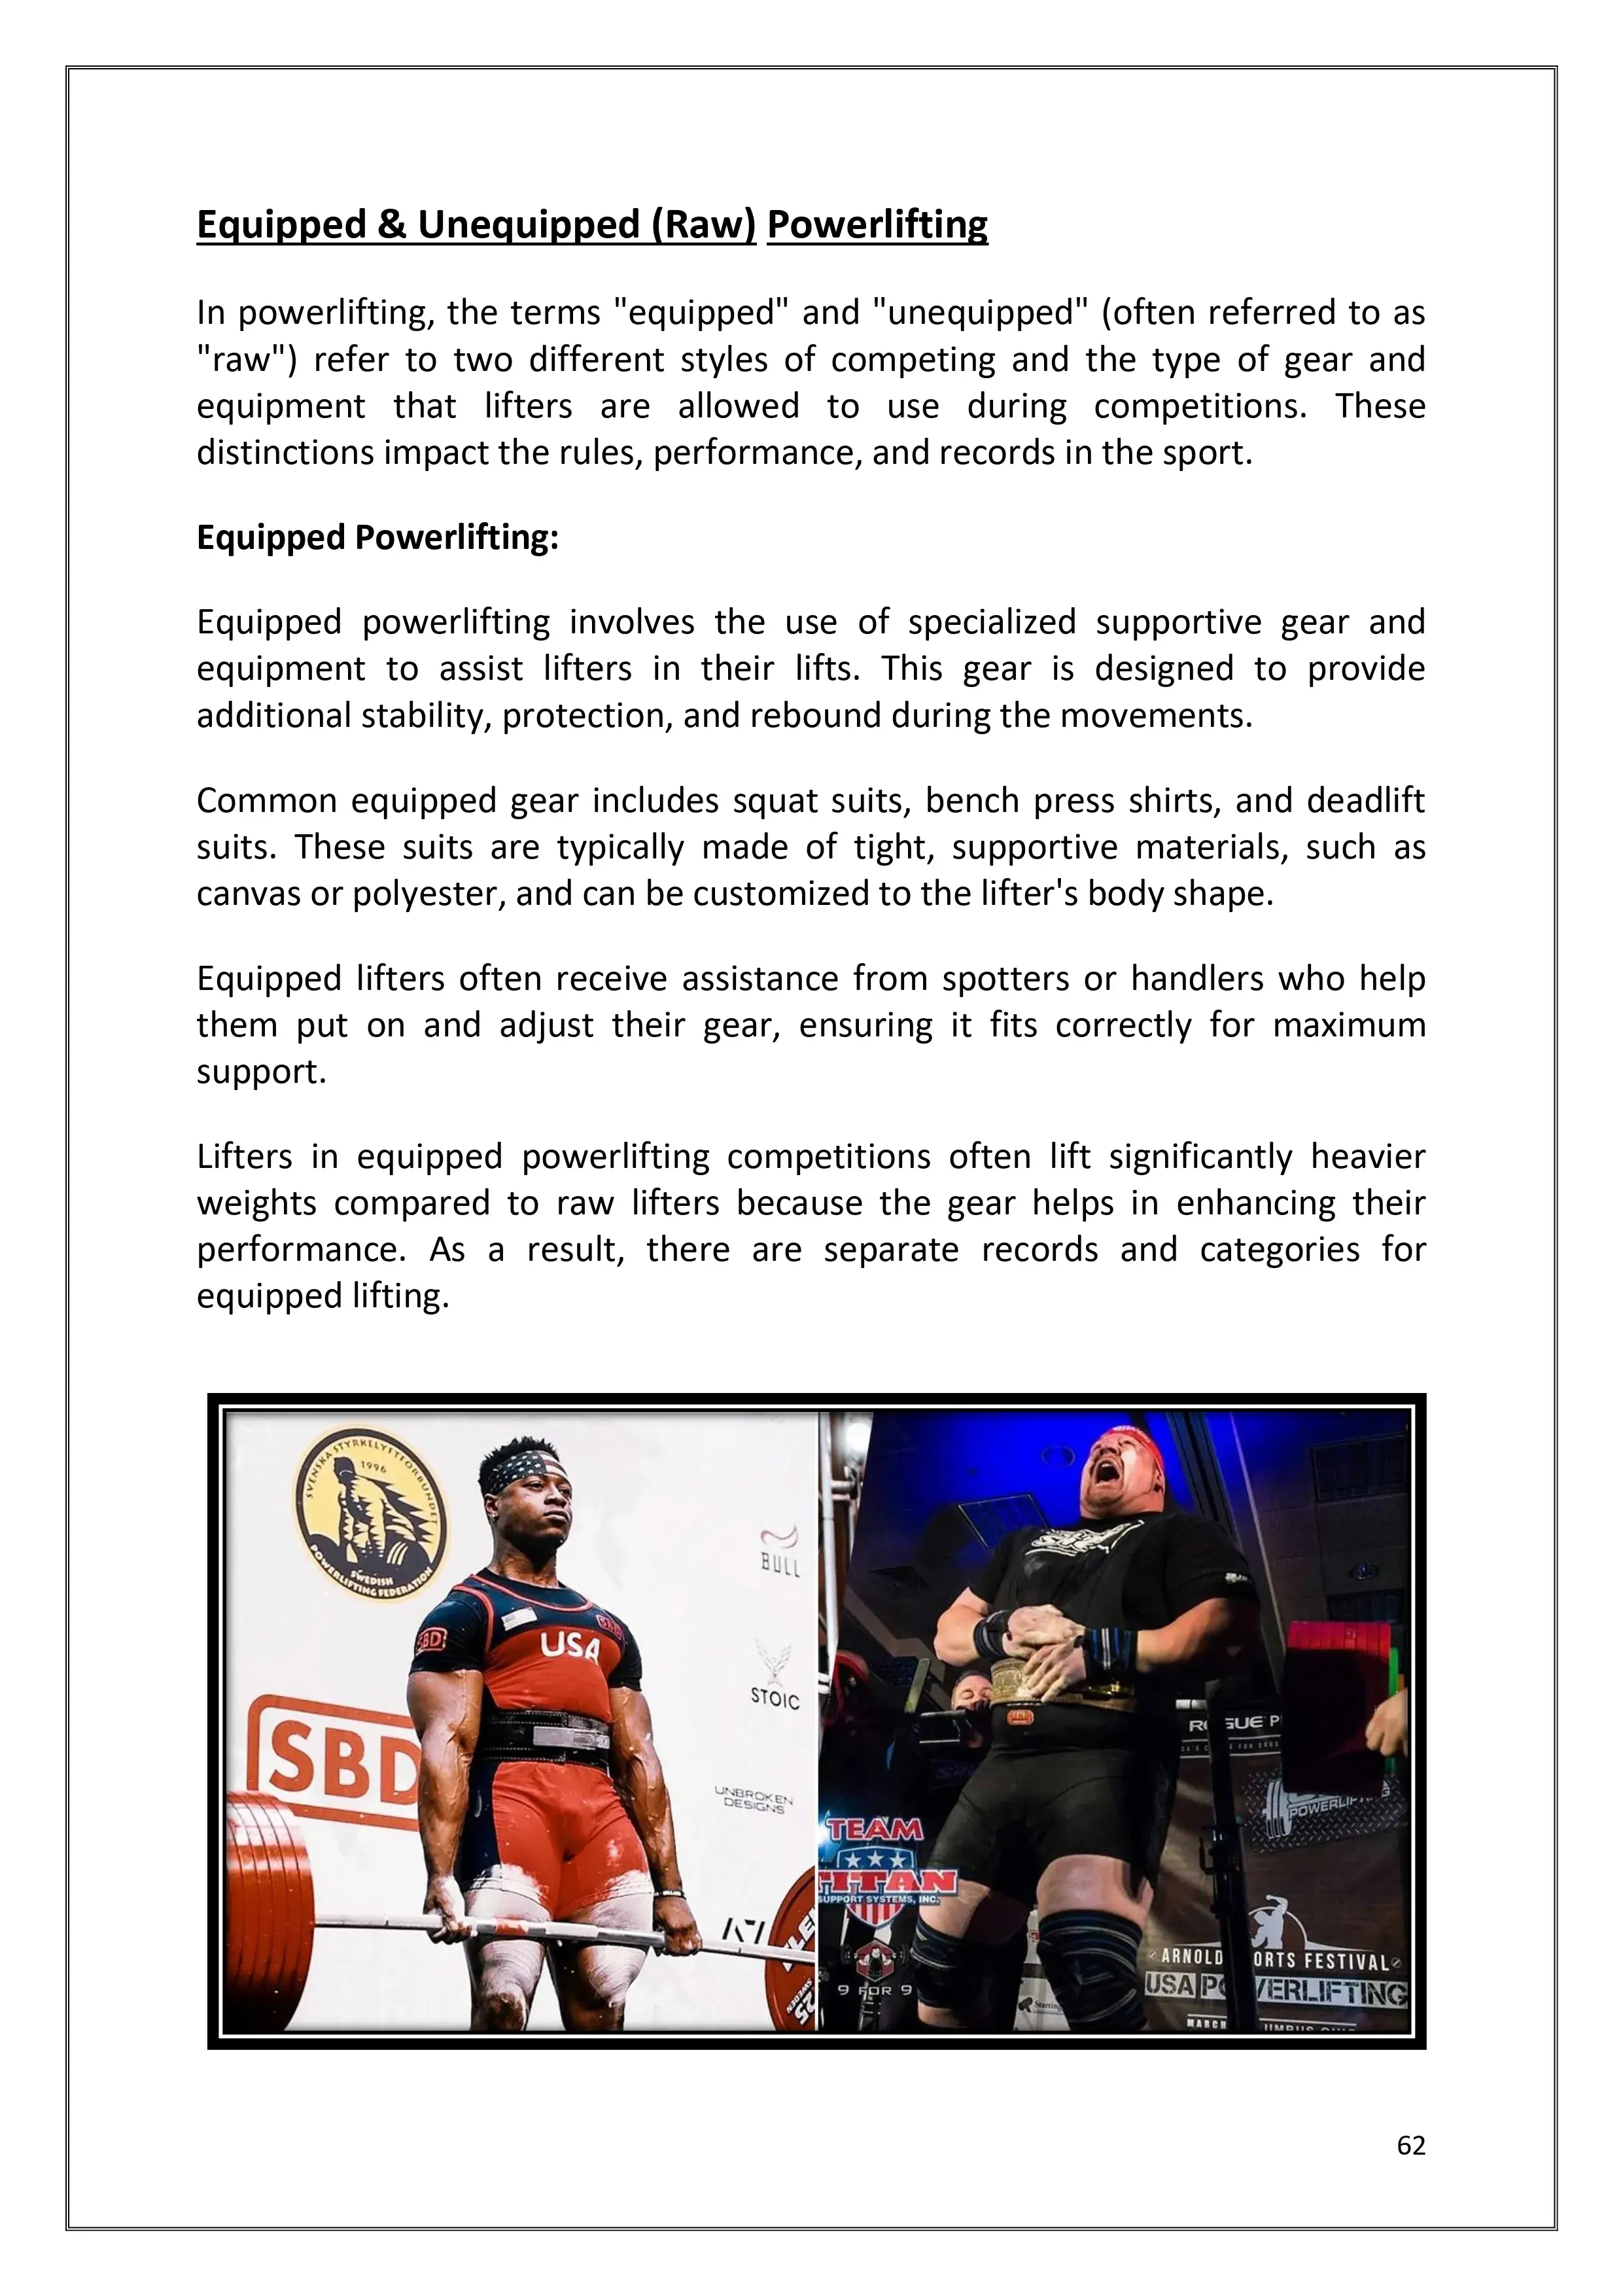 Equipped & Unequipped (Raw) Powerlifting
In powerlifting, the terms "equipped" and "unequipped" (often referred to as
"raw") refer to two different styles of competing and the type of gear and
equipment that lifters are allowed to use during competitions. These
distinctions impact the rules, performance, and records in the sport.
Equipped Powerlifting:
Equipped powerlifting involves the use of specialized supportive gear and
equipment to assist lifters in their lifts. This gear is designed to provide
additional stability, protection, and rebound during the movements.
Common equipped gear includes squat suits, bench press shirts, and deadlift
suits. These suits are typically made of tight, supportive materials, such as
canvas or polyester, and can be customized to the lifter's body shape.
Equipped lifters often receive assistance from spotters or handlers who help
them put on and adjust their gear, ensuring it fits correctly for maximum
support.
Lifters in equipped powerlifting competitions often lift significantly heavier
weights compared to raw lifters because the gear helps in enhancing their
performance. As a result, there are separate records and categories for
equipped lifting.
SVENSKA STYRKELYFTFÖRBUNDET
1996
SWEDISH
POWERLIFTING FEDERATION
BULL
SBD
SBD
USA
STOIC
SBD
UNBROKEN
DESIGNS
A7
SWEDEN
25
TEAM
TITAN
SUPPORT SYSTEMS, INC.
9 FOR 9
ROGUE P
POWERLIFTING
ARNOLD SPORTS FESTIVAL
USA POWERLIFTING
MARCH
62